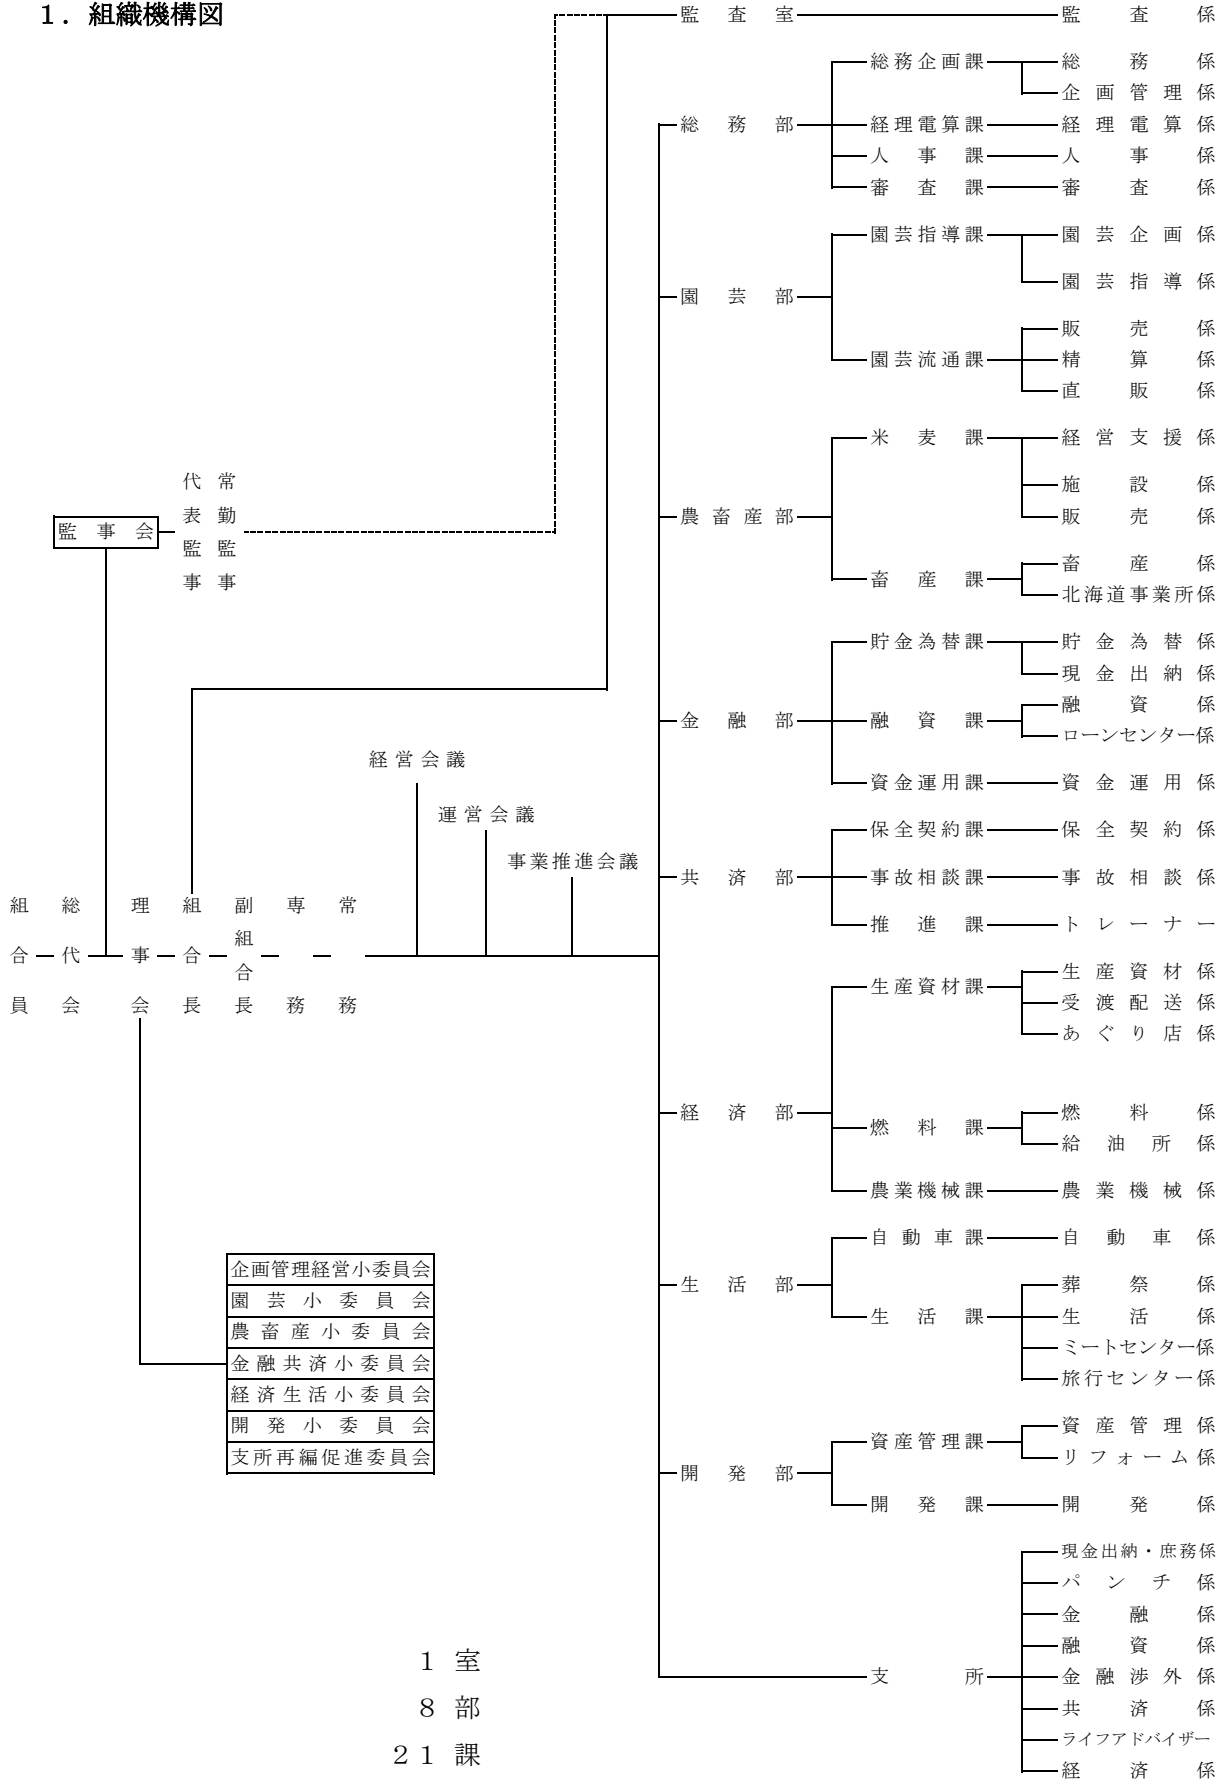 1．組織機構図
監査室 監査係
総務企画課 総務係
企画管理係
総務部 経理電算課 経理電算係
人事課 人事係
審査課 審査係
園芸指導課 園芸企画係
園芸指導係
園芸部
販売係
園芸流通課 精算係
直販係
米麦課 経営支援係
施設係
農畜産部 販売係
畜産係
畜産課
北海道事業所係
監事会
代表監事
常勤監事
貯金為替課 貯金為替係
現金出納係
融資係
金融部 融資課
ローンセンター係
資金運用課 資金運用係
経営会議
運営会議
事業推進会議
保全契約課 保全契約係
共済部 事故相談課 事故相談係
推進課 トレーナー
組合員
総代会
理事会
組合長
副組合長
専務
常務
生産資材係
生産資材課
受渡配送係
あぐり店係
経済部
燃料係
燃料課
給油所係
農業機械課 農業機械係
自動車課 自動車係
生活部
葬祭係
生活課 生活係
ミートセンター係
旅行センター係
企画管理経営小委員会
園芸小委員会
農畜産小委員会
金融共済小委員会
経済生活小委員会
開発小委員会
支所再編促進委員会
資産管理係
資産管理課
リフォーム係
開発部
開発課 開発係
現金出納・庶務係
パンチ係
金融係
融資係
支所 金融渉外係
共済係
ライフアドバイザー
経済係
1室
8部
21課